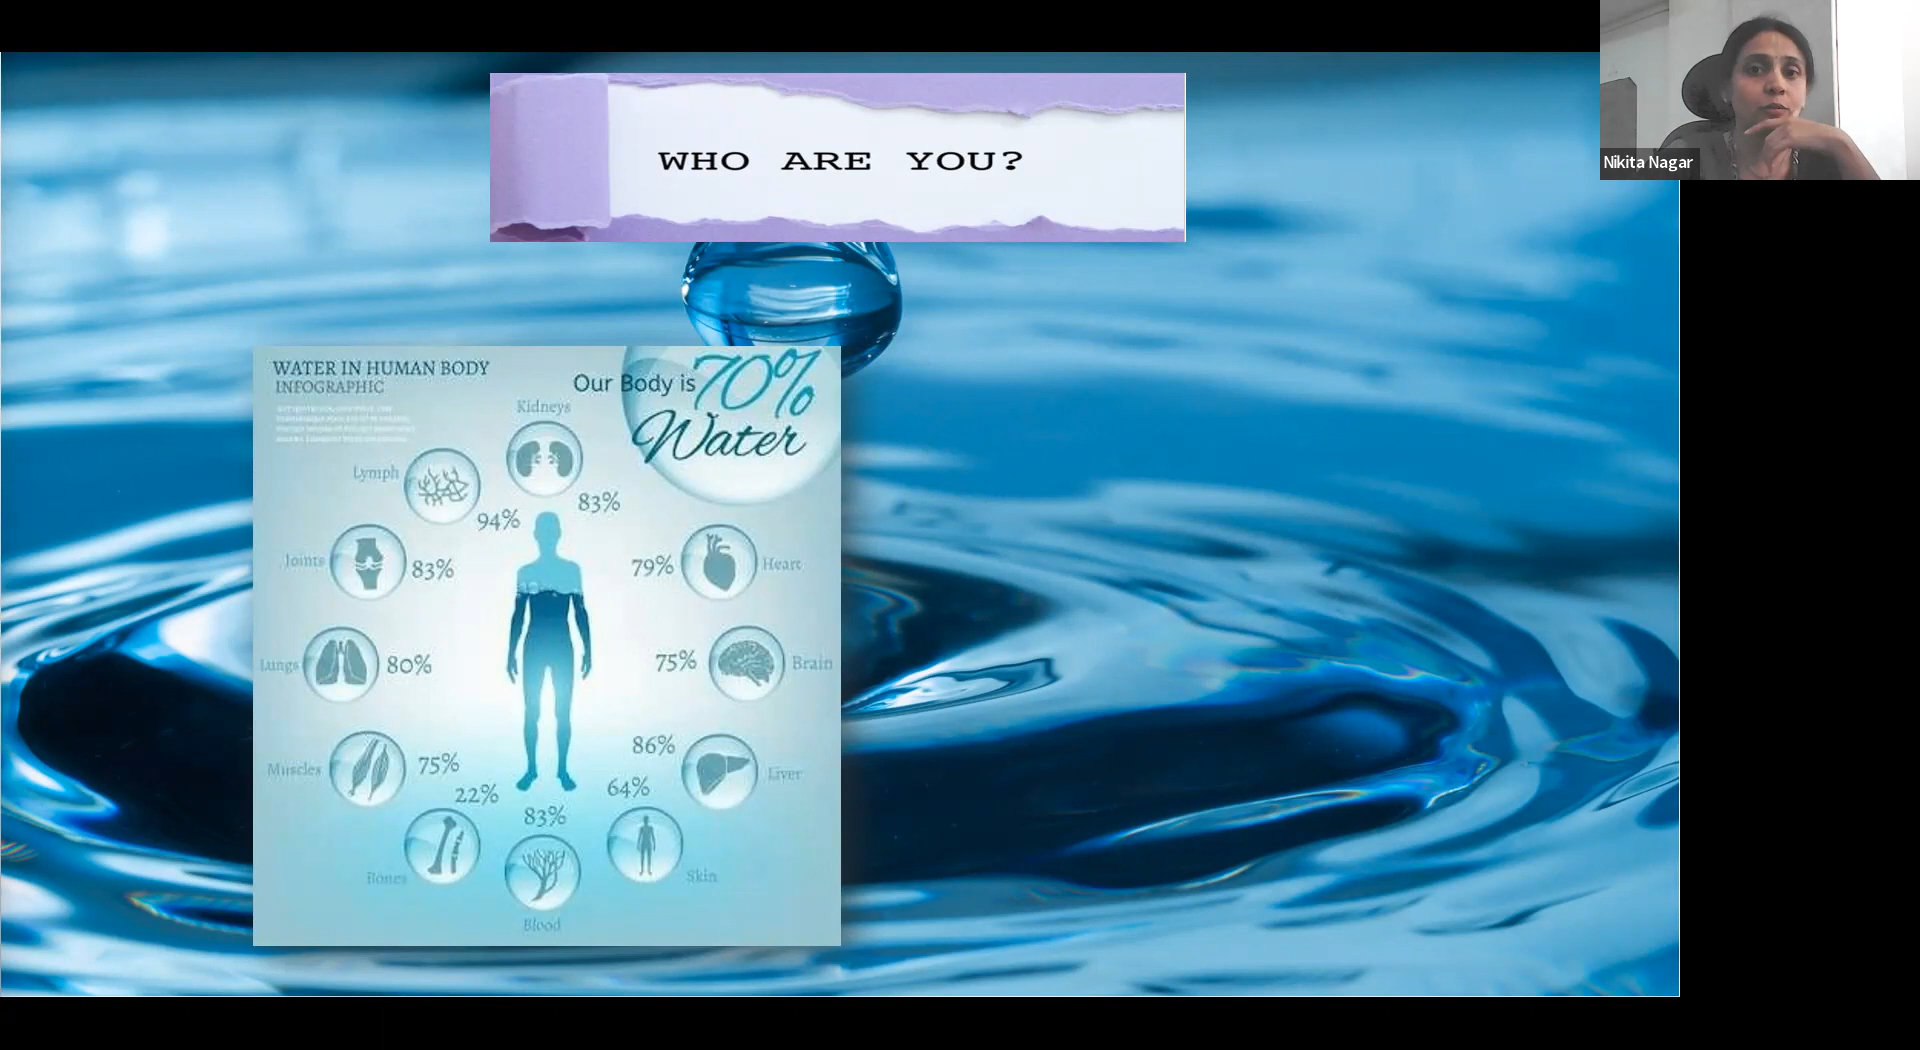 WHO ARE YOU?
Nikita Nagar
WATER IN HUMAN BODY
INFOGRAPHIC
Our Body is 70%
Water
Kidneys
83%
Lymph
94%
Joints
83%
79%
Heart
Lungs
80%
75%
Brain
Muscles
75%
86%
Liver
22%
64%
83%
Bones
Skin
Blood